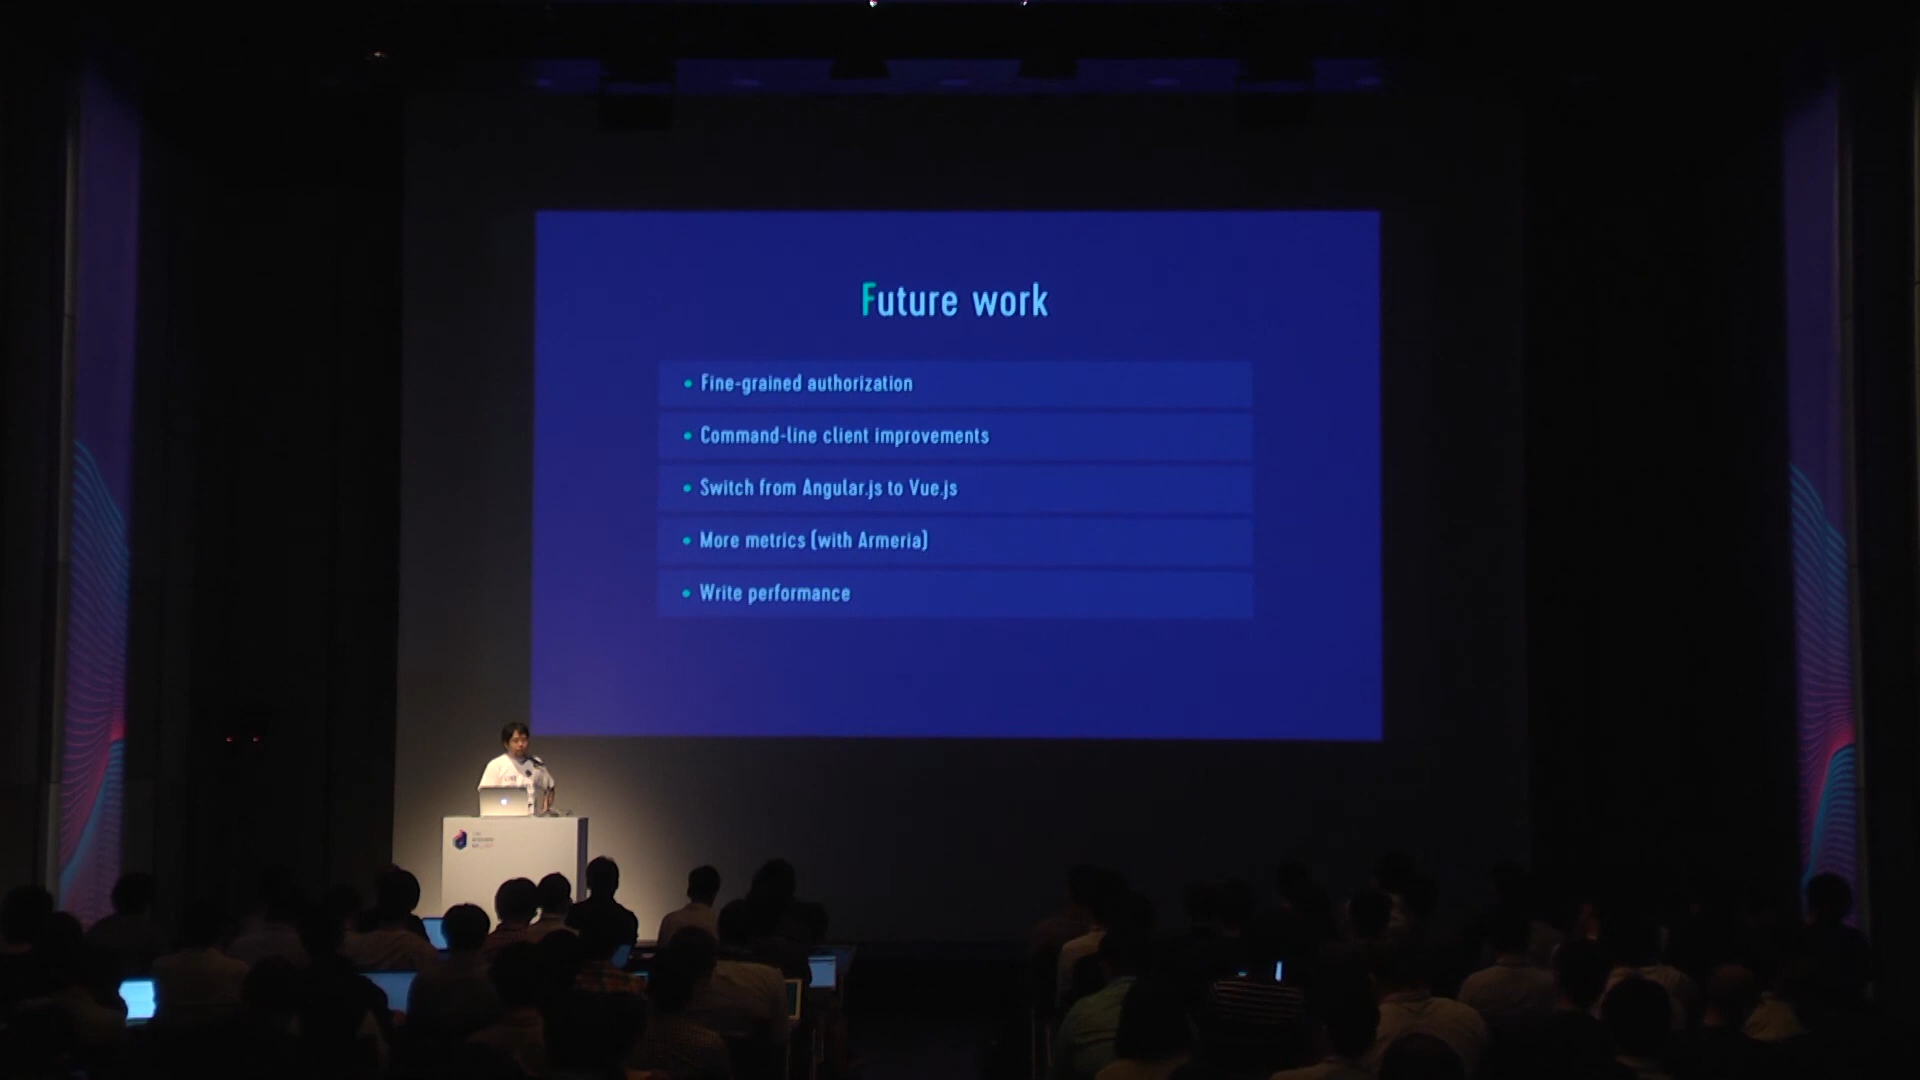 Future work
• Fine-grained authorization
• Command-line client improvements
• Switch from Angular.js to Vue.js
• More metrics (with Armeria)
• Write performance